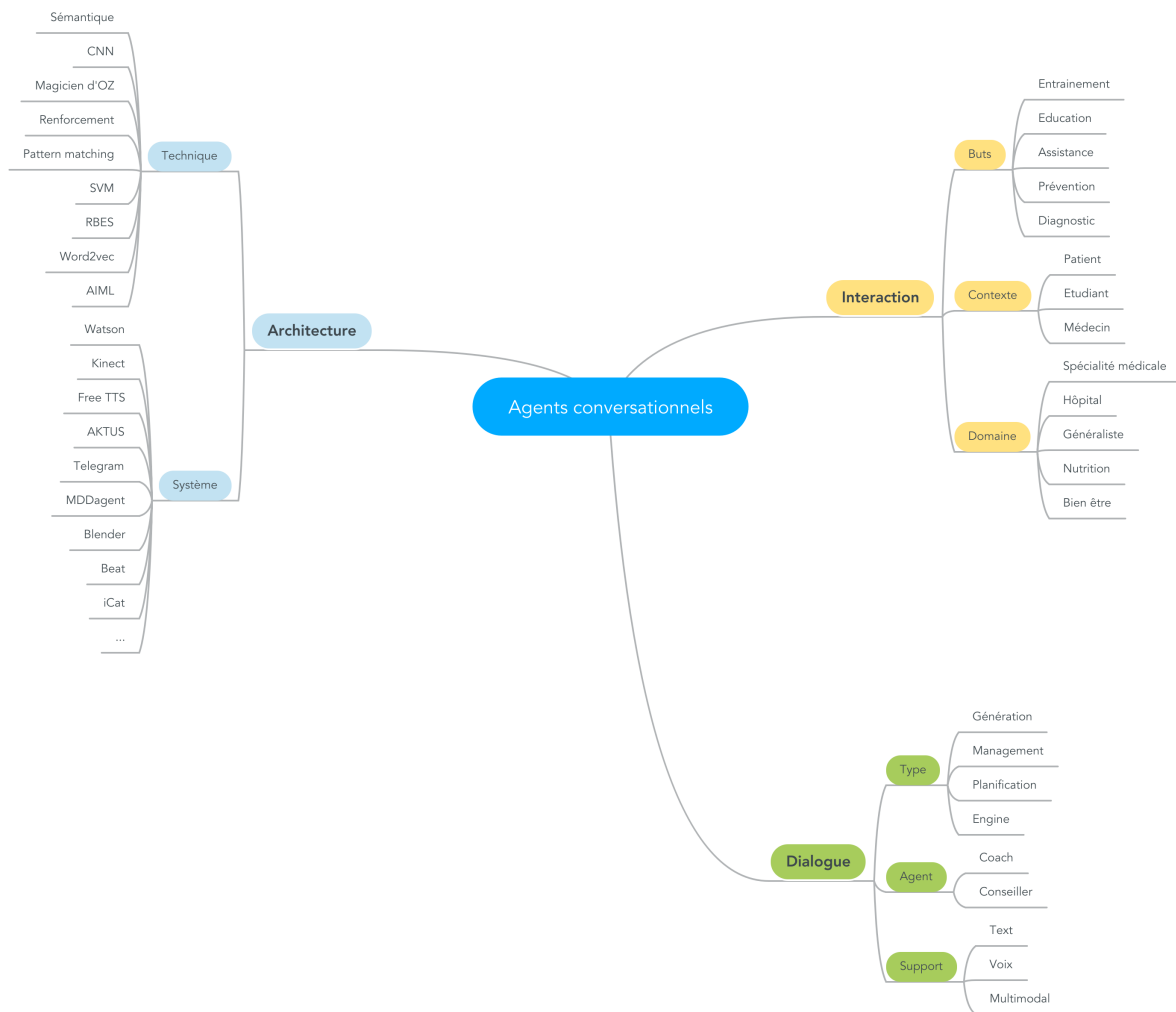 Agents conversationnels
Architecture
Technique
Sémantique
CNN
Magicien d'OZ
Renforcement
Pattern matching
SVM
RBES
Word2vec
AIML
Système
Watson
Kinect
Free TTS
AKTUS
Telegram
MDDagent
Blender
Beat
iCat
...
Interaction
Buts
Entrainement
Education
Assistance
Prévention
Diagnostic
Contexte
Patient
Etudiant
Médecin
Domaine
Spécialité médicale
Hôpital
Généraliste
Nutrition
Bien être
Dialogue
Type
Génération
Management
Planification
Engine
Agent
Coach
Conseiller
Support
Text
Voix
Multimodal